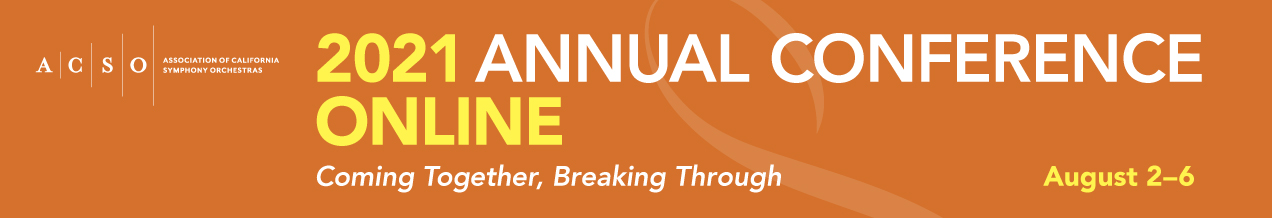 A C S O
ASSOCIATION OF CALIFORNIA
SYMPHONY ORCHESTRAS
2021 ANNUAL CONFERENCE
ONLINE
Coming Together, Breaking Through
August 2–6